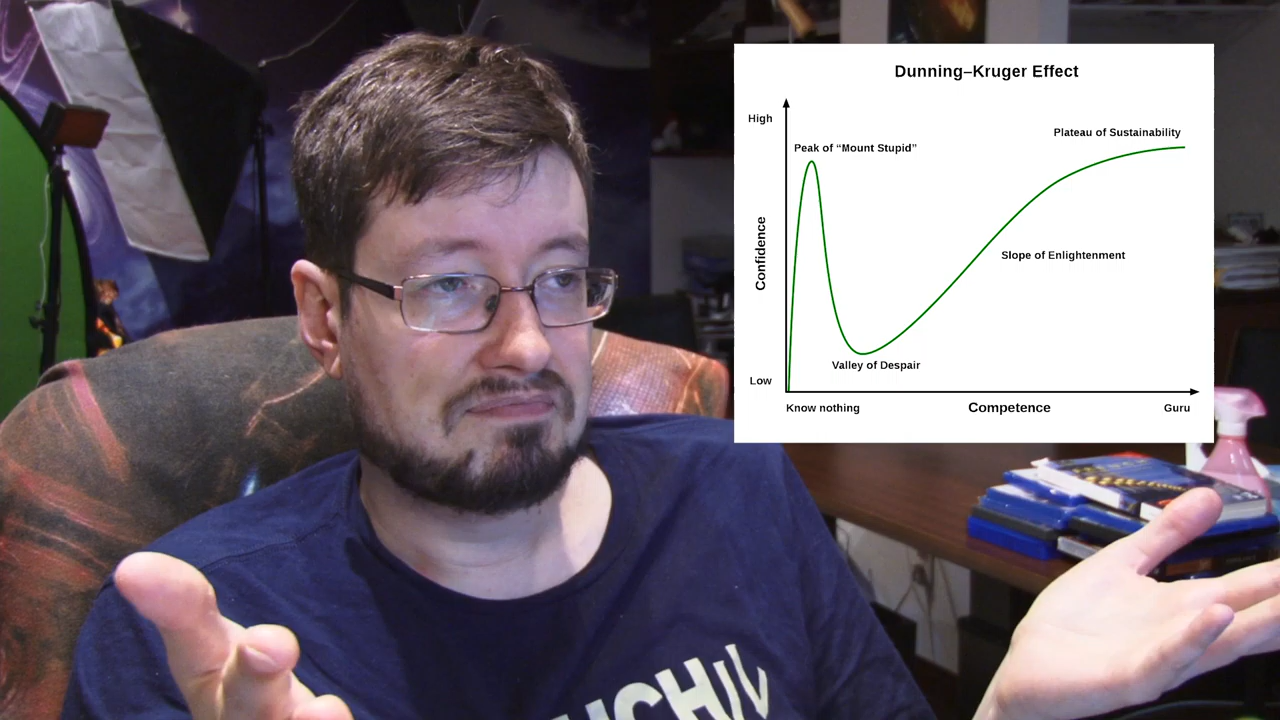 Dunning–Kruger Effect
High
Plateau of Sustainability
Peak of “Mount Stupid”
Confidence
Slope of Enlightenment
Valley of Despair
Low
Know nothing
Competence
Guru